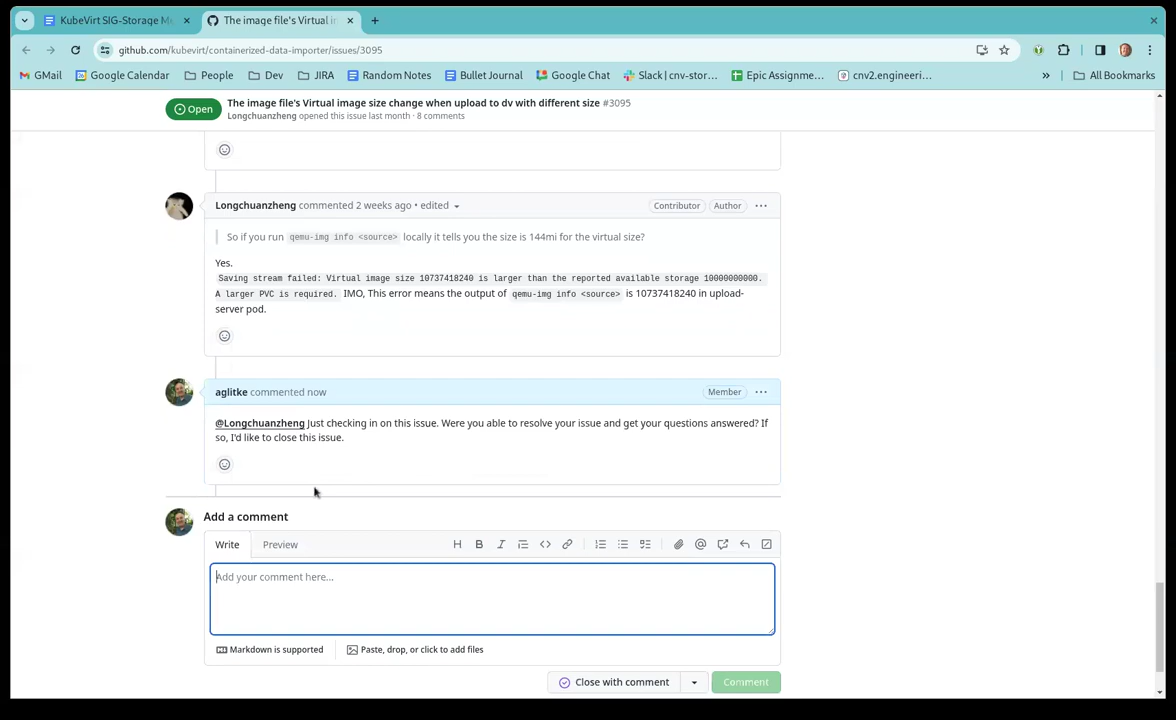 KubeVirt SIG-Storage Me
The image file's Virtual in
github.com/kubevirt/containerized-data-importer/issues/3095
GMail
Google Calendar
People
Dev
JIRA
Random Notes
Bullet Journal
Google Chat
Slack | cnv-stor...
Epic Assignme...
cnv2.engineeri...
All Bookmarks
Open
The image file's Virtual image size change when upload to dv with different size #3095
Longchuanzheng opened this issue last month · 8 comments
Longchuanzheng commented 2 weeks ago • edited
Contributor
Author
So if you run qemu-img info <source> locally it tells you the size is 144mi for the virtual size?
Yes.
Saving stream failed: Virtual image size 10737418240 is larger than the reported available storage 10000000000.
A larger PVC is required. IMO, This error means the output of qemu-img info <source> is 10737418240 in upload-
server pod.
aglitke commented now
Member
@Longchuanzheng Just checking in on this issue. Were you able to resolve your issue and get your questions answered? If
so, I'd like to close this issue.
Add a comment
Write
Preview
Add your comment here...
Markdown is supported
Paste, drop, or click to add files
Close with comment
Comment